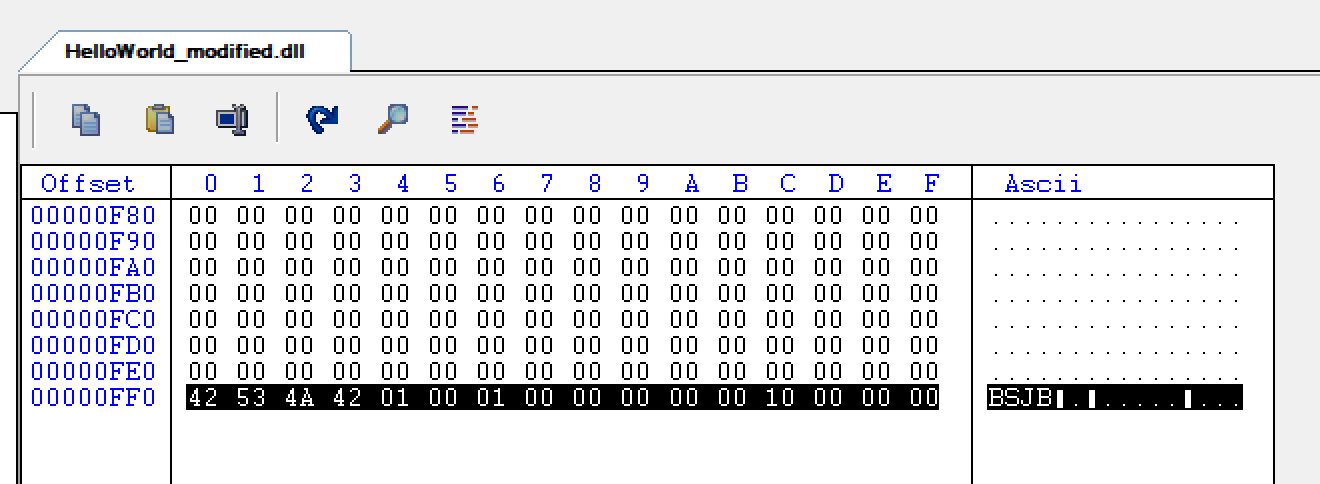 HelloWorld_modified.dll
Offset 0 1 2 3 4 5 6 7 8 9 A B C D E F Ascii
00000F80 00 00 00 00 00 00 00 00 00 00 00 00 00 00 00 00 ................
00000F90 00 00 00 00 00 00 00 00 00 00 00 00 00 00 00 00 ................
00000FA0 00 00 00 00 00 00 00 00 00 00 00 00 00 00 00 00 ................
00000FB0 00 00 00 00 00 00 00 00 00 00 00 00 00 00 00 00 ................
00000FC0 00 00 00 00 00 00 00 00 00 00 00 00 00 00 00 00 ................
00000FD0 00 00 00 00 00 00 00 00 00 00 00 00 00 00 00 00 ................
00000FE0 00 00 00 00 00 00 00 00 00 00 00 00 00 00 00 00 ................
00000FF0 42 53 4A 42 01 00 01 00 00 00 00 00 10 00 00 00 BSJB▌.▌.....▌...